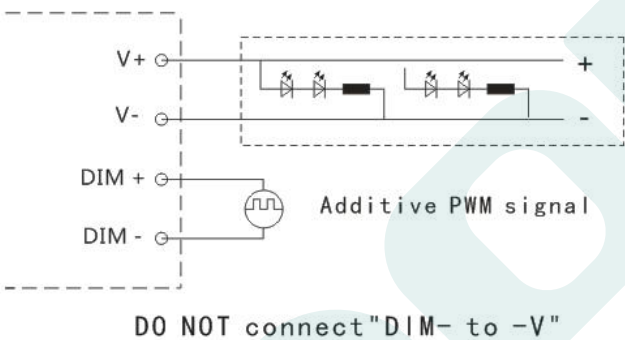 V+
+
V-
-
DIM +
Additive PWM signal
DIM -
DO NOT connect"DIM- to -V"